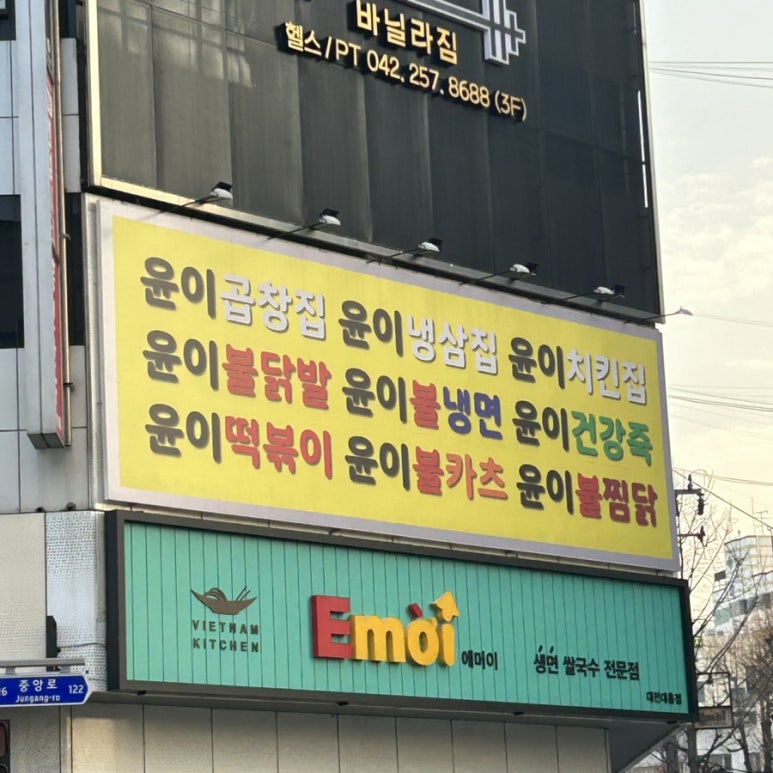 바닐라짐
헬스/PT 042.257.8688 (3F)
윤이곱창집 윤이냉삼집 윤이치킨집
윤이불닭발 윤이불냉면 윤이건강죽
윤이떡볶이 윤이불카츠 윤이불찜닭
VIETNAM
KITCHEN
Emời 에머이
생면 쌀국수 전문점
대전대흥점
26 중앙로 122
Jungang-ro